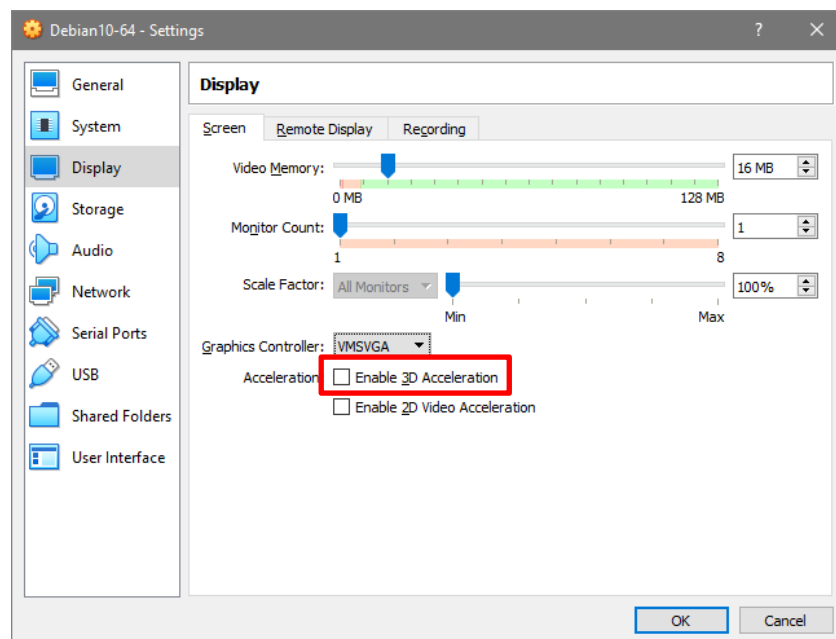 Debian10-64 - Settings
General
System
Display
Storage
Audio
Network
Serial Ports
USB
Shared Folders
User Interface
Display
Screen Remote Display Recording
Video Memory: 16 MB
0 MB 128 MB
Monitor Count: 1
1 8
Scale Factor: All Monitors 100%
Min Max
Graphics Controller: VMSVGA
Acceleration Enable 3D Acceleration
Enable 2D Video Acceleration
OK Cancel